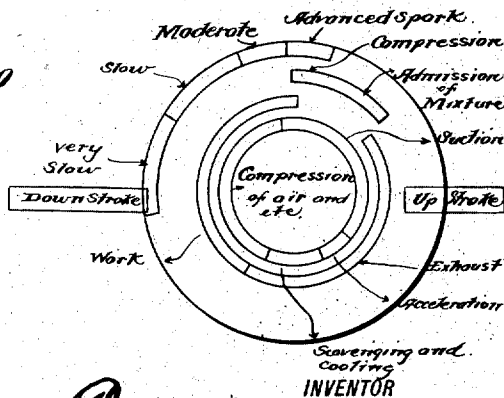 Advanced Spark.
Moderate
Compression
Slow
Admission
of
Mixture
very
Slow
Suction
Compression
of air and
etc.
Down Stroke
Up Stroke
Work
Exhaust
Acceleration
Scavenging and
Cooling
INVENTOR